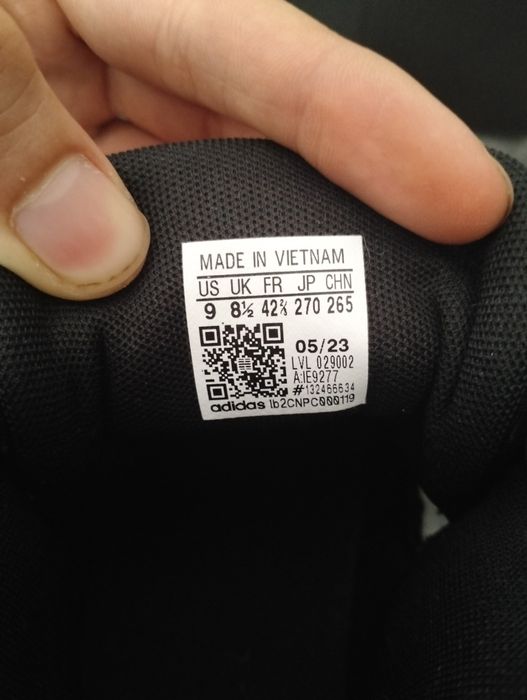 MADE IN VIETNAM
US UK FR JP CHN
9 8½ 42⅔ 270 265
05/23
LVL 029002
A:IE9277
#132466634
adidas lb2CNPC000119